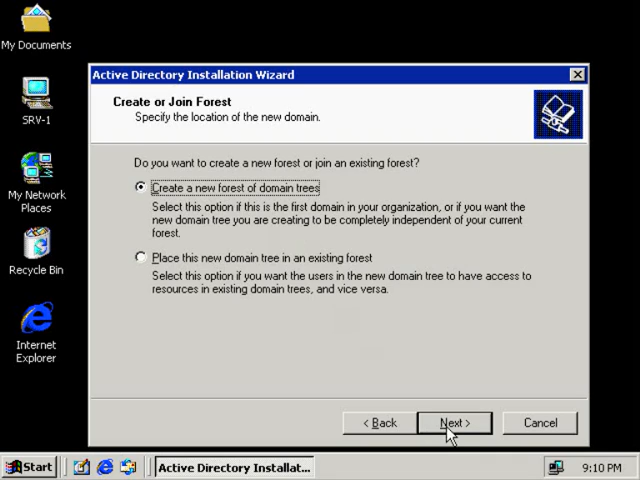 My Documents
SRV-1
My Network
Places
Recycle Bin
Internet
Explorer
Active Directory Installation Wizard
Create or Join Forest
Specify the location of the new domain.
Do you want to create a new forest or join an existing forest?
Create a new forest of domain trees
Select this option if this is the first domain in your organization, or if you want the
new domain tree you are creating to be completely independent of your current
forest.
Place this new domain tree in an existing forest
Select this option if you want the users in the new domain tree to have access to
resources in existing domain trees, and vice versa.
< Back
Next >
Cancel
Start
Active Directory Installat...
9:10 PM